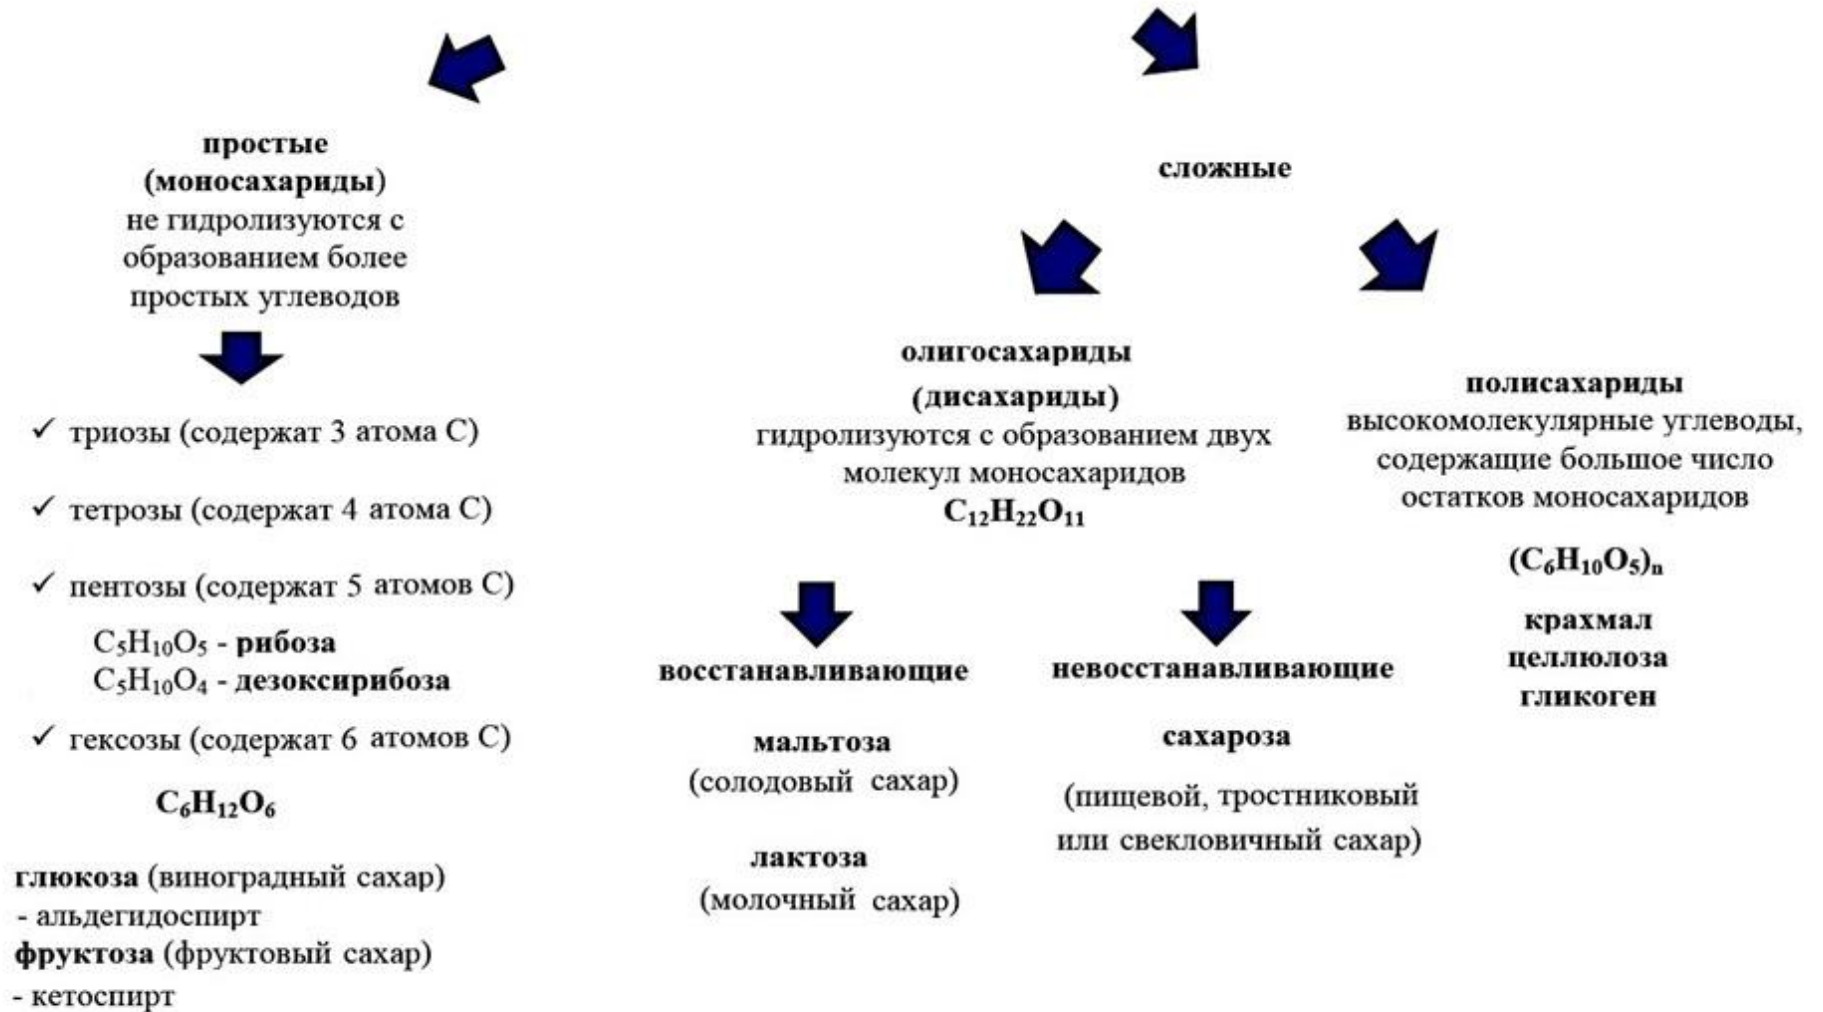 простые
(моносахариды)
не гидролизуются с
образованием более
простых углеводов
✓ триозы (содержат 3 атома С)
✓ тетрозы (содержат 4 атома С)
✓ пентозы (содержат 5 атомов С)
C₅H₁₀O₅ - рибоза
C₅H₁₀O₄ - дезоксирибоза
✓ гексозы (содержат 6 атомов С)
C₆H₁₂O₆
глюкоза (виноградный сахар)
- альдегидоспирт
фруктоза (фруктовый сахар)
- кетоспирт
сложные
олигосахариды
(дисахариды)
гидролизуются с образованием двух
молекул моносахаридов
C₁₂H₂₂O₁₁
восстанавливающие
мальтоза
(солодовый сахар)
лактоза
(молочный сахар)
невосстанавливающие
сахароза
(пищевой, тростниковый
или свекловичный сахар)
полисахариды
высокомолекулярные углеводы,
содержащие большое число
остатков моносахаридов
(C₆H₁₀O₅)ₙ
крахмал
целлюлоза
гликоген